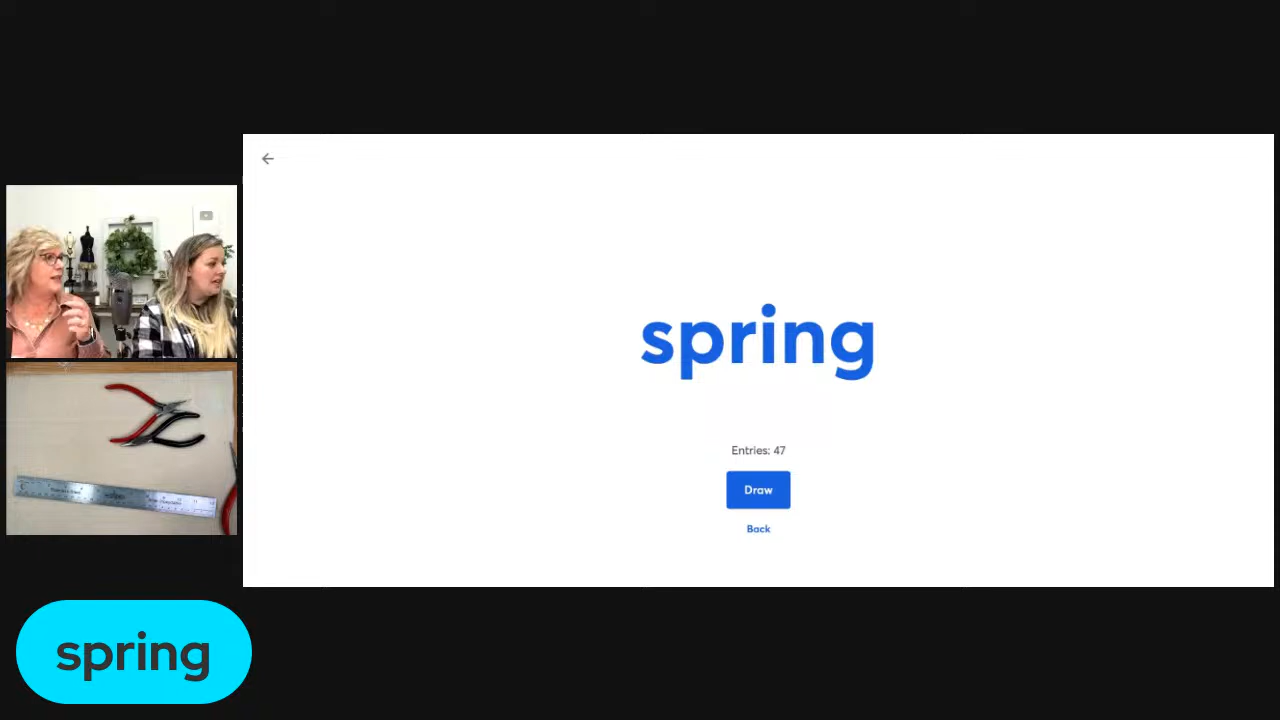 spring
Entries: 47
Draw
Back
spring